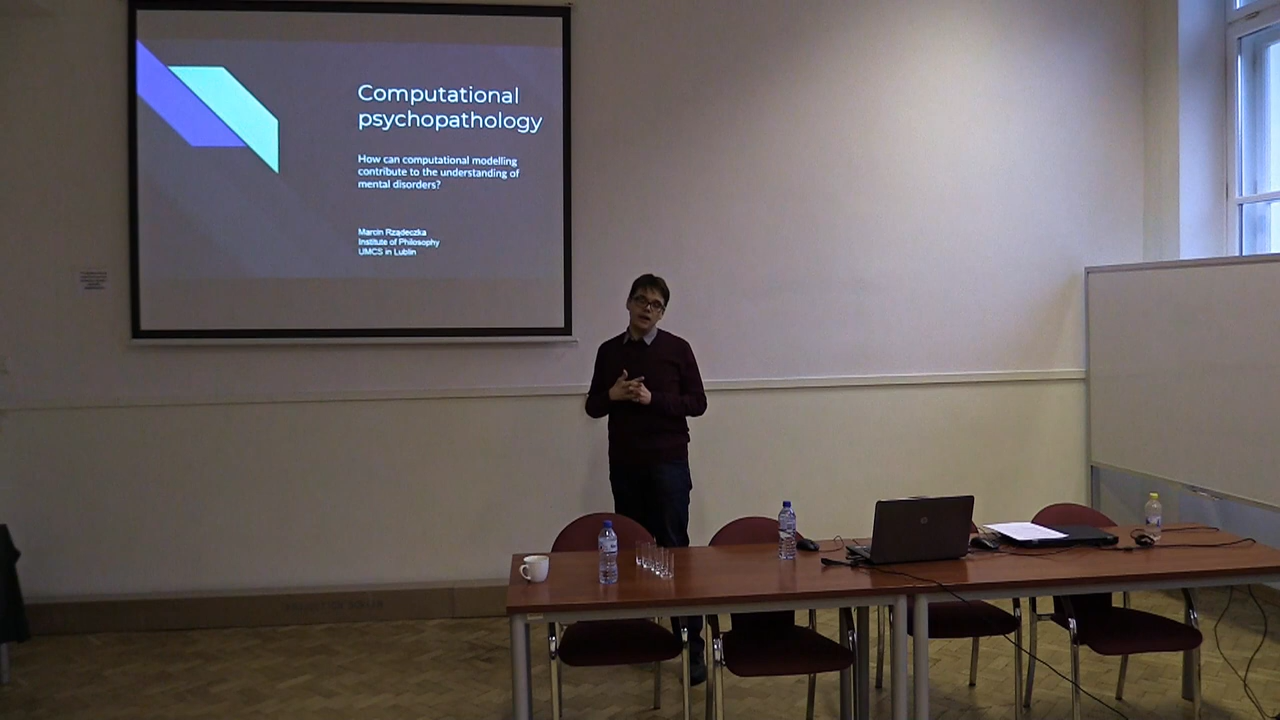 Computational
psychopathology
How can computational modelling
contribute to the understanding of
mental disorders?
Marcin Rządeczka
Institute of Philosophy
UMCS in Lublin